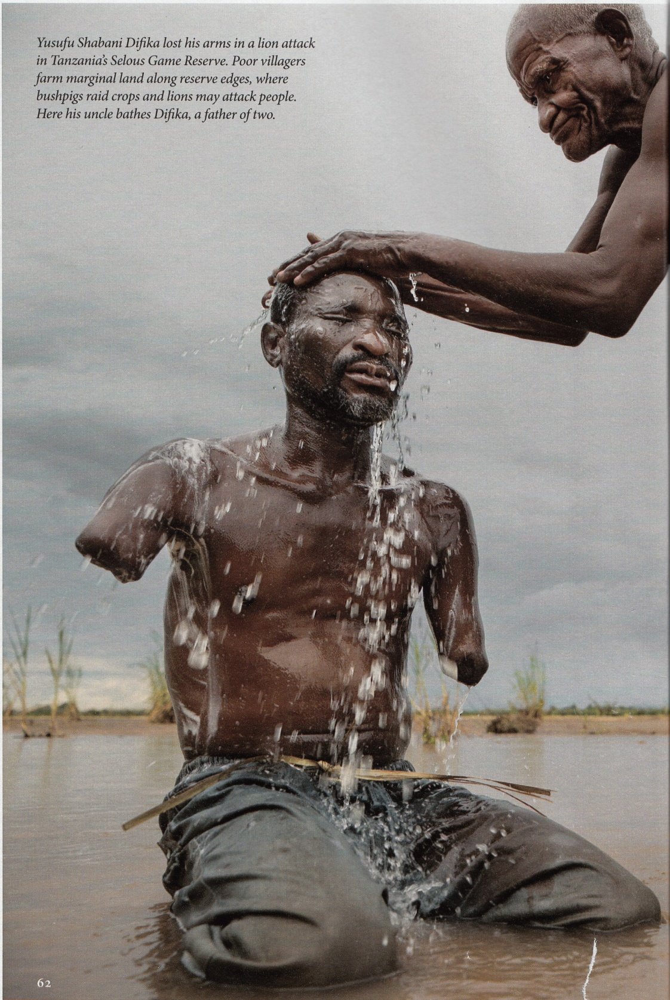 Yusufu Shabani Difika lost his arms in a lion attack
in Tanzania’s Selous Game Reserve. Poor villagers
farm marginal land along reserve edges, where
bushpigs raid crops and lions may attack people.
Here his uncle bathes Difika, a father of two.
62